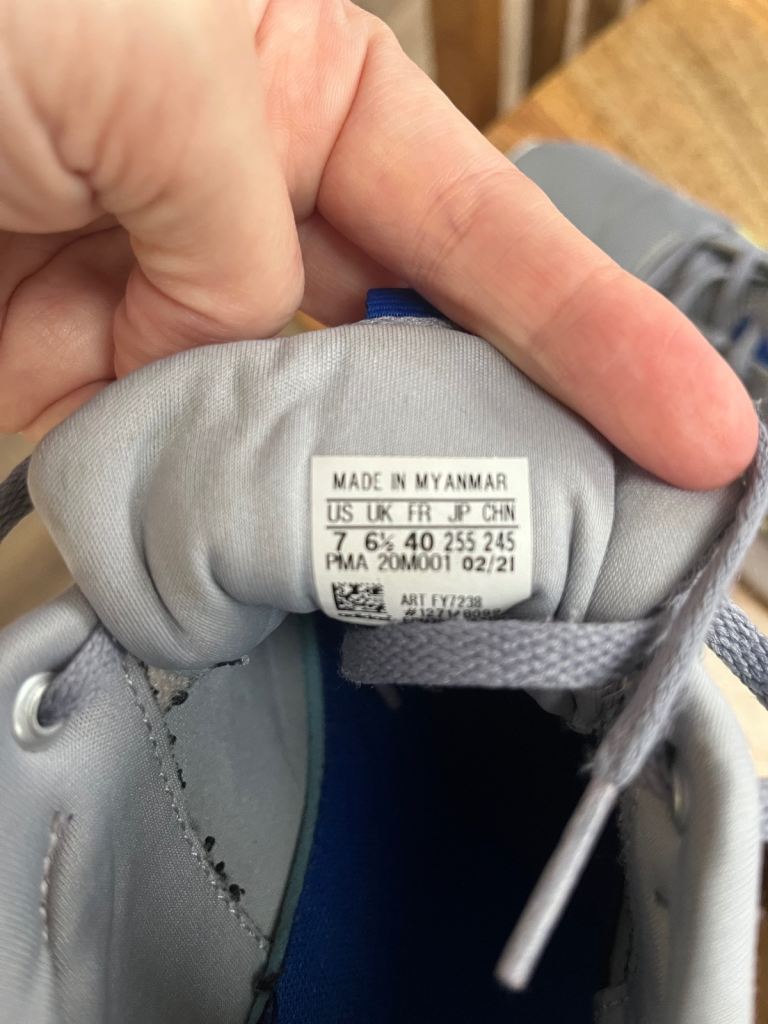 MADE IN MYANMAR
US UK FR JP CHN
7 6½ 40 255 245
PMA 20M001 02/21
ART FY7238